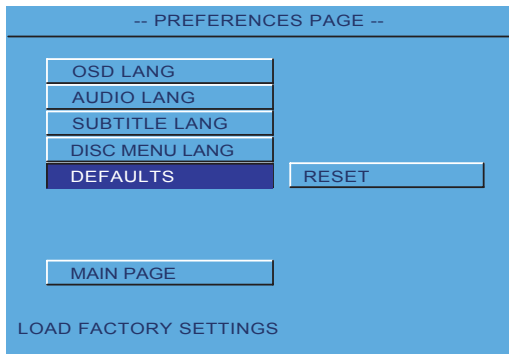 -- PREFERENCES PAGE --
OSD LANG
AUDIO LANG
SUBTITLE LANG
DISC MENU LANG
DEFAULTS RESET
MAIN PAGE
LOAD FACTORY SETTINGS